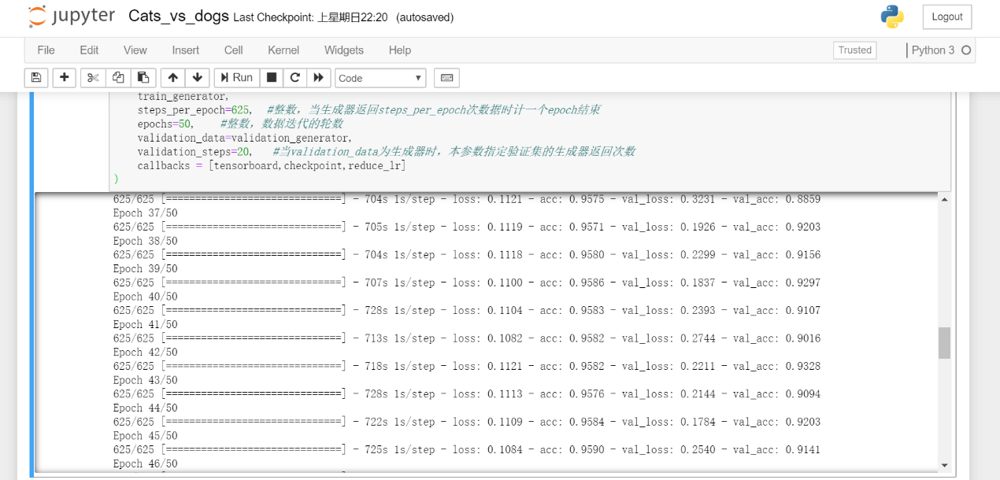 jupyter Cats_vs_dogs Last Checkpoint: 上星期日22:20 (autosaved) Logout
File Edit View Insert Cell Kernel Widgets Help Trusted Python 3
Run Code
train_generator,
steps_per_epoch=625, #整数，当生成器返回steps_per_epoch次数据时计一个epoch结束
epochs=50, #整数，数据迭代的轮数
validation_data=validation_generator,
validation_steps=20, #当validation_data为生成器时，本参数指定验证集的生成器返回次数
callbacks = [tensorboard,checkpoint,reduce_lr]
)
625/625 [==============================] - 704s 1s/step - loss: 0.1121 - acc: 0.9575 - val_loss: 0.3231 - val_acc: 0.8859
Epoch 37/50
625/625 [==============================] - 705s 1s/step - loss: 0.1119 - acc: 0.9571 - val_loss: 0.1926 - val_acc: 0.9203
Epoch 38/50
625/625 [==============================] - 704s 1s/step - loss: 0.1118 - acc: 0.9580 - val_loss: 0.2299 - val_acc: 0.9156
Epoch 39/50
625/625 [==============================] - 707s 1s/step - loss: 0.1100 - acc: 0.9586 - val_loss: 0.1837 - val_acc: 0.9297
Epoch 40/50
625/625 [==============================] - 728s 1s/step - loss: 0.1104 - acc: 0.9583 - val_loss: 0.2393 - val_acc: 0.9107
Epoch 41/50
625/625 [==============================] - 713s 1s/step - loss: 0.1082 - acc: 0.9582 - val_loss: 0.2744 - val_acc: 0.9016
Epoch 42/50
625/625 [==============================] - 718s 1s/step - loss: 0.1121 - acc: 0.9582 - val_loss: 0.2211 - val_acc: 0.9328
Epoch 43/50
625/625 [==============================] - 728s 1s/step - loss: 0.1113 - acc: 0.9576 - val_loss: 0.2144 - val_acc: 0.9094
Epoch 44/50
625/625 [==============================] - 722s 1s/step - loss: 0.1109 - acc: 0.9584 - val_loss: 0.1784 - val_acc: 0.9203
Epoch 45/50
625/625 [==============================] - 725s 1s/step - loss: 0.1084 - acc: 0.9590 - val_loss: 0.2540 - val_acc: 0.9141
Epoch 46/50